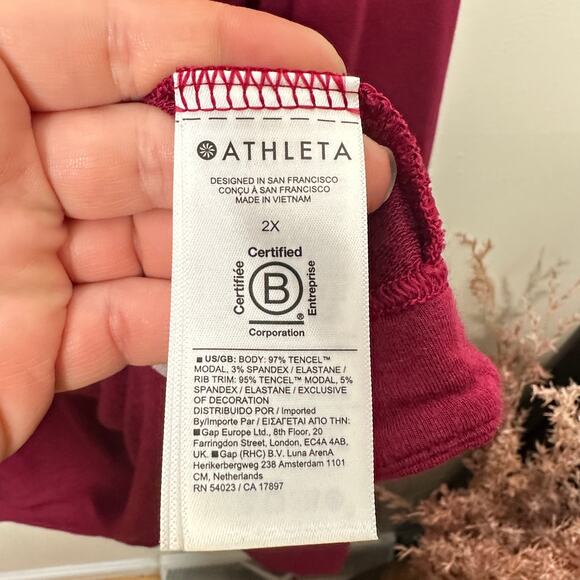 ATHLETA
DESIGNED IN SAN FRANCISCO
CONÇU À SAN FRANCISCO
MADE IN VIETNAM
2X
Certified
Certifiée
B
Entreprise
®
Corporation
US/GB: BODY: 97% TENCEL™
MODAL, 3% SPANDEX / ELASTANE /
RIB TRIM: 95% TENCEL™ MODAL, 5%
SPANDEX / ELASTANE / EXCLUSIVE
OF DECORATION
DISTRIBUIDO POR / Imported
By/Importe Par / ΕΙΣΑΓΕΤΑΙ ΑΠΟ ΤΗΝ:
Gap Europe Ltd., 8th Floor, 20
Farringdon Street, London, EC4A 4AB,
UK. Gap (RHC) B.V. Luna ArenA
Herikerbergweg 238 Amsterdam 1101
CM, Netherlands
RN 54023 / CA 17897